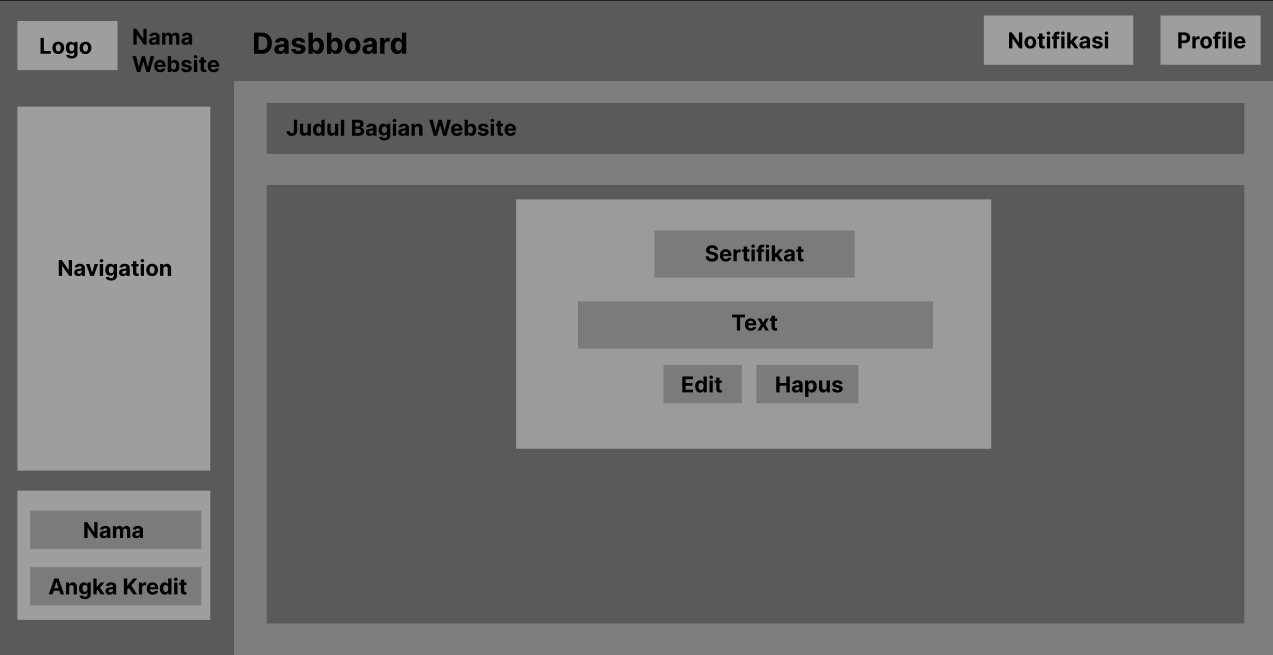 Logo
Nama
Website
Dasbboard
Notifikasi
Profile
Judul Bagian Website
Navigation
Sertifikat
Text
Edit
Hapus
Nama
Angka Kredit